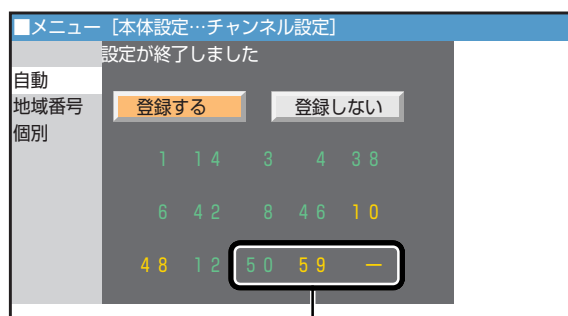 ■メニュー [本体設定…チャンネル設定]
設定が終了しました
自動
地域番号
個別
登録する 登録しない
1 14 3 4 38
6 42 8 46 10
48 12 50 59 ー